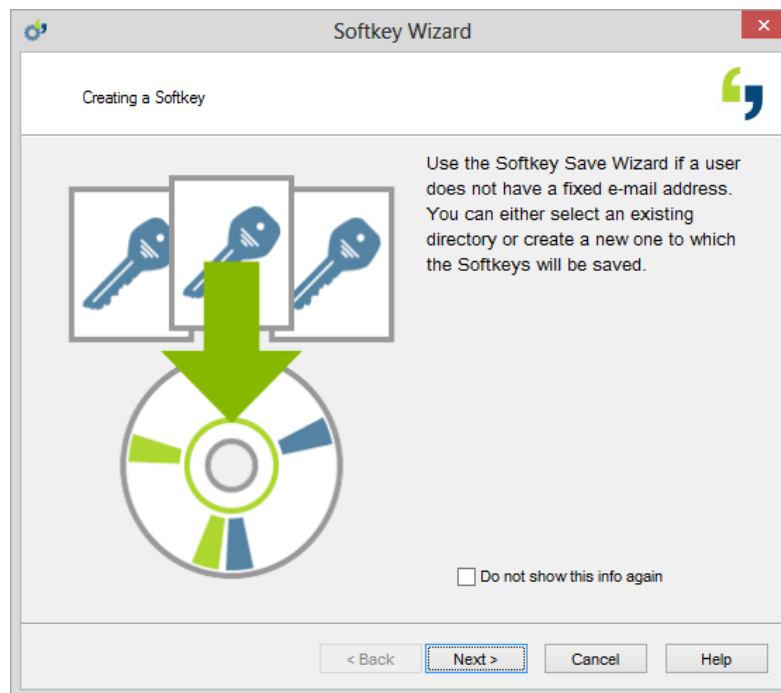 Softkey Wizard
Creating a Softkey
Use the Softkey Save Wizard if a user
does not have a fixed e-mail address.
You can either select an existing
directory or create a new one to which
the Softkeys will be saved.
Do not show this info again
< Back
Next >
Cancel
Help